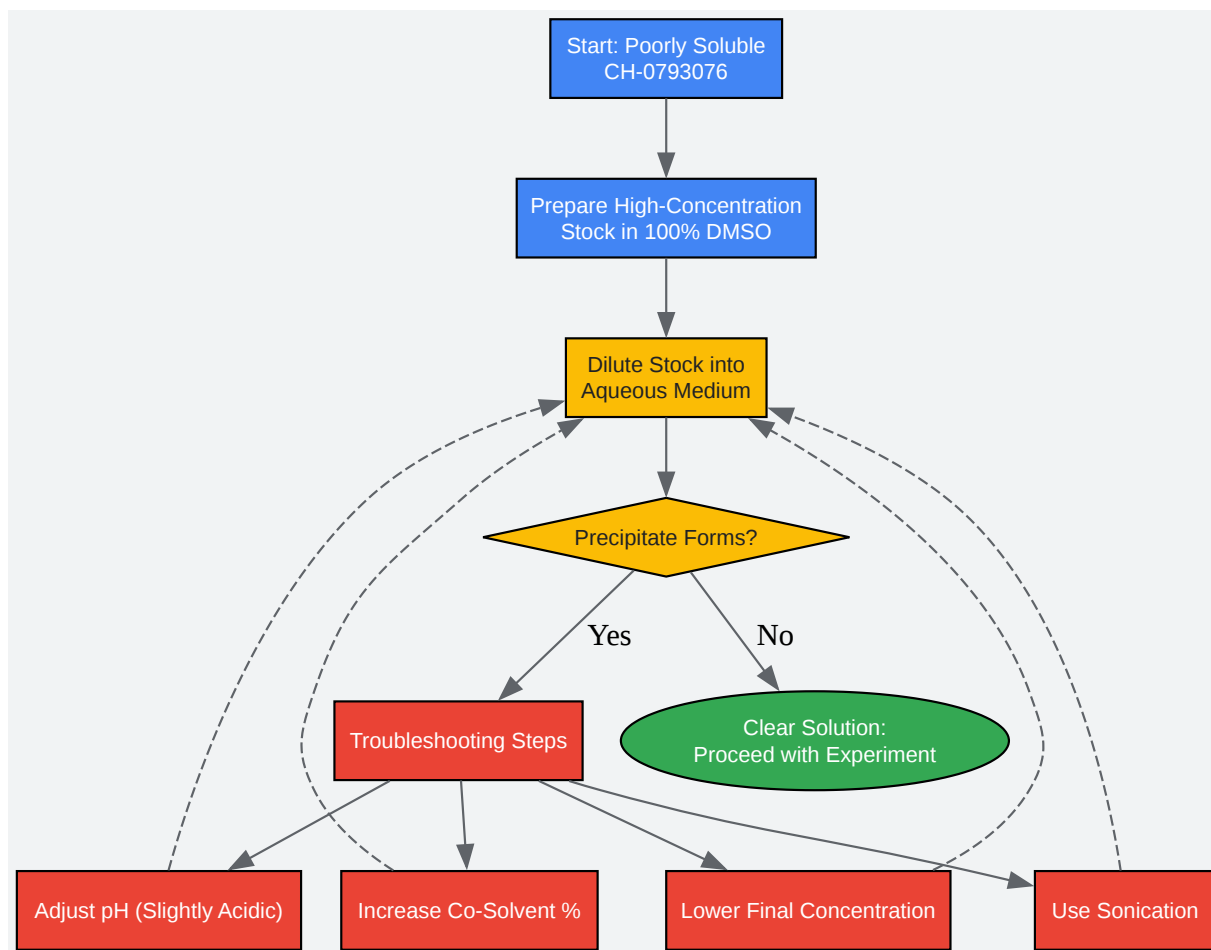 Start: Poorly Soluble
CH-0793076
Prepare High-Concentration
Stock in 100% DMSO
Dilute Stock into
Aqueous Medium
Precipitate Forms?
Yes
No
Troubleshooting Steps
Clear Solution:
Proceed with Experiment
Adjust pH (Slightly Acidic)
Increase Co-Solvent %
Lower Final Concentration
Use Sonication